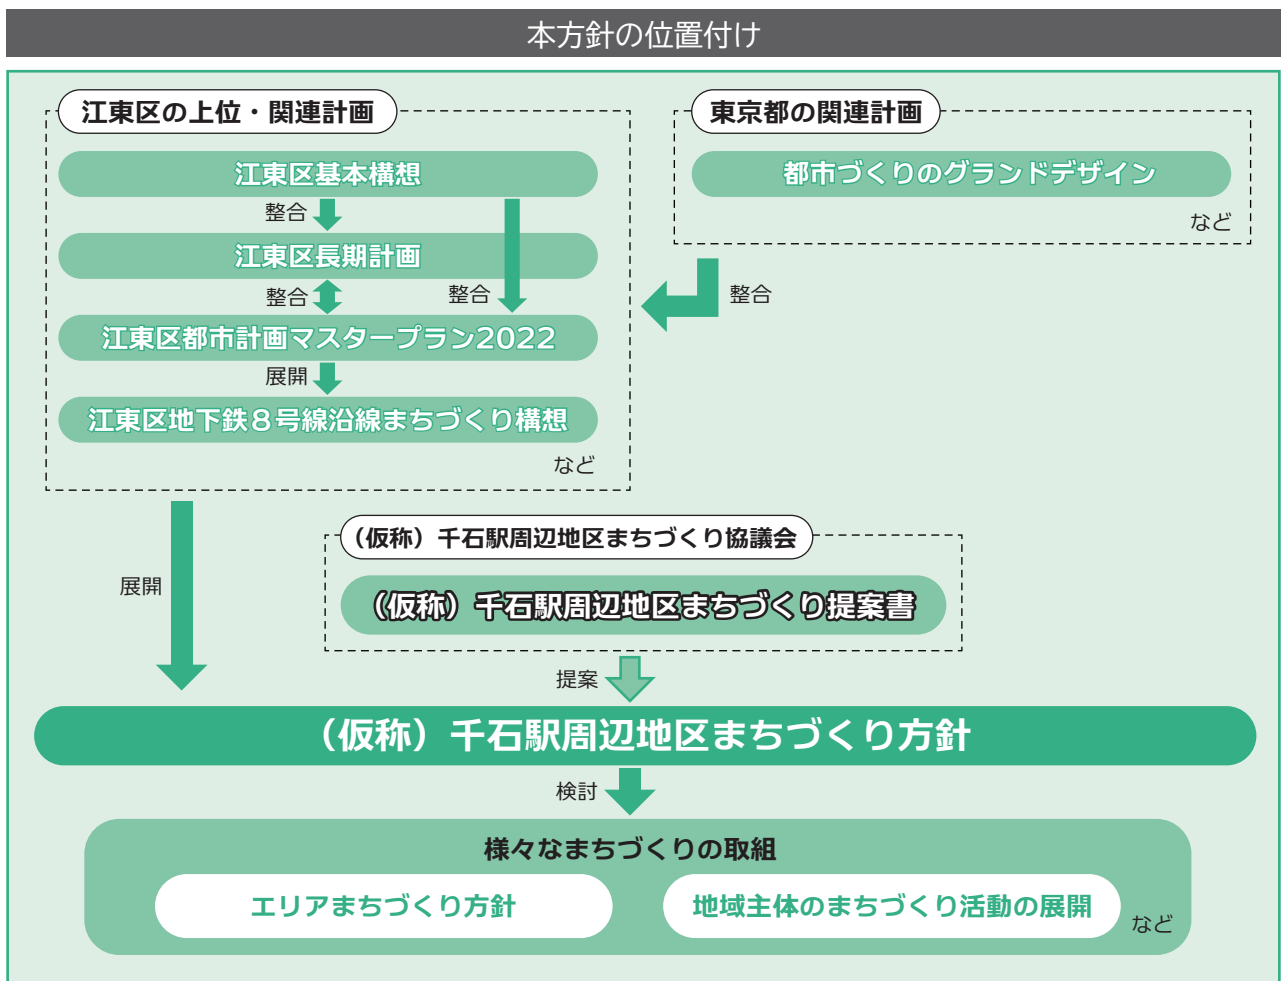 本方針の位置付け
江東区の上位・関連計画
江東区基本構想
整合
江東区長期計画
整合
整合
江東区都市計画マスタープラン2022
展開
江東区地下鉄８号線沿線まちづくり構想
など
東京都の関連計画
都市づくりのグランドデザイン
など
整合
展開
（仮称）千石駅周辺地区まちづくり協議会
（仮称）千石駅周辺地区まちづくり提案書
提案
（仮称）千石駅周辺地区まちづくり方針
検討
様々なまちづくりの取組
エリアまちづくり方針
地域主体のまちづくり活動の展開
など